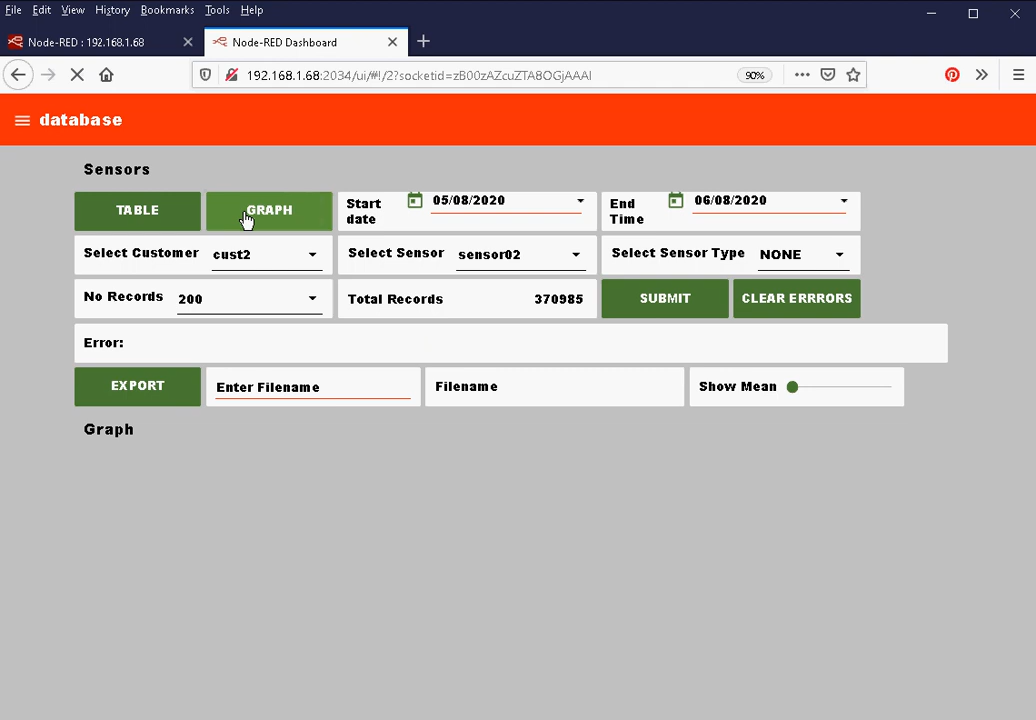 File Edit View History Bookmarks Tools Help
Node-RED : 192.168.1.68
Node-RED Dashboard
192.168.1.68:2034/ui/#!/2?socketid=zB00zAZcuZTA8OGjAAAI
90%
database
Sensors
TABLE
GRAPH
Start date
05/08/2020
End Time
06/08/2020
Select Customer cust2
Select Sensor sensor02
Select Sensor Type NONE
No Records 200
Total Records 370985
SUBMIT
CLEAR ERRRORS
Error:
EXPORT
Enter Filename
Filename
Show Mean
Graph